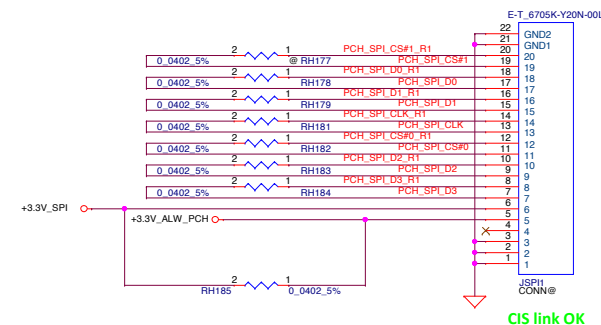 E-T_6705K-Y20N-00L
22 GND2
21 GND1
2 1 PCH_SPI_CS#1_R1 20 20
0_0402_5% @ RH177 PCH_SPI_CS#1 19 19
2 1 PCH_SPI_D0_R1 18 18
0_0402_5% RH178 PCH_SPI_D0 17 17
2 1 PCH_SPI_D1_R1 16 16
0_0402_5% RH179 PCH_SPI_D1 15 15
2 1 PCH_SPI_CLK_R1 14 14
0_0402_5% RH181 PCH_SPI_CLK 13 13
2 1 PCH_SPI_CS#0_R1 12 12
0_0402_5% RH182 PCH_SPI_CS#0 11 11
2 1 PCH_SPI_D2_R1 10 10
0_0402_5% RH183 PCH_SPI_D2 9 9
2 1 PCH_SPI_D3_R1 8 8
0_0402_5% RH184 PCH_SPI_D3 7 7
+3.3V_SPI 6 6
+3.3V_ALW_PCH 5 5
4 4
3 3
2 2
1 1
2 1
RH185 0_0402_5%
JSPI1
CONN@
CIS link OK